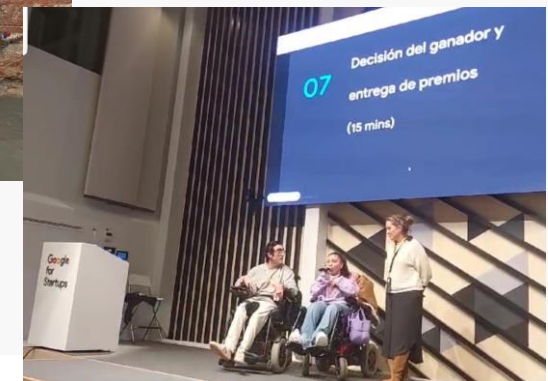 07
Decisión del ganador y
entrega de premios
(15 mins)
Google
for
Startups